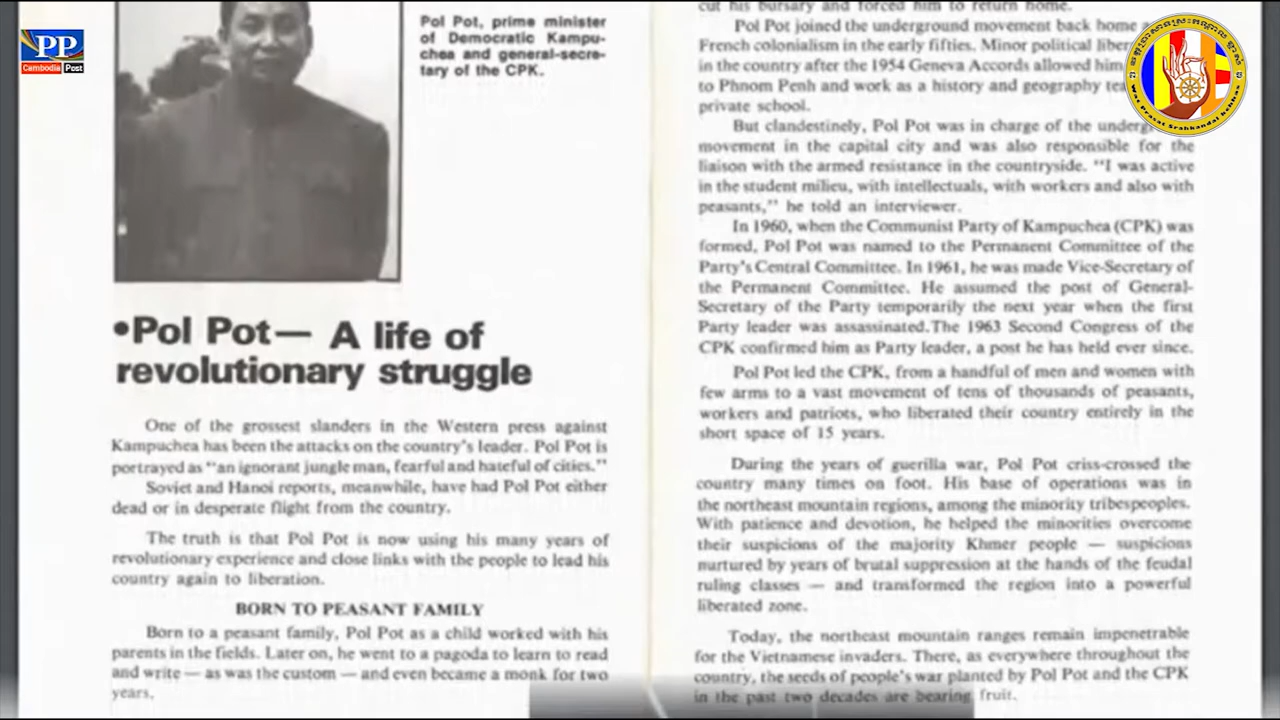 PP
Cambodia Post
Pol Pot, prime minister
of Democratic Kampu-
chea and general-secre-
tary of the CPK.
•Pol Pot— A life of
revolutionary struggle
One of the grossest slanders in the Western press against
Kampuchea has been the attacks on the country's leader. Pol Pot is
portrayed as "an ignorant jungle man, fearful and hateful of cities."
Soviet and Hanoi reports, meanwhile, have had Pol Pot either
dead or in desperate flight from the country.
The truth is that Pol Pot is now using his many years of
revolutionary experience and close links with the people to lead his
country again to liberation.
BORN TO PEASANT FAMILY
Born to a peasant family, Pol Pot as a child worked with his
parents in the fields. Later on, he went to a pagoda to learn to read
and write — as was the custom — and even became a monk for two
years.
cut his bursary and forced him to return home.
Pol Pot joined the underground movement back home
French colonialism in the early fifties. Minor political
in the country after the 1954 Geneva Accords allowed him
to Phnom Penh and work as a history and geography
private school.
But clandestinely, Pol Pot was in charge of the
movement in the capital city and was also responsible for the
liaison with the armed resistance in the countryside. "I was active
in the student milieu, with intellectuals, with workers and also with
peasants," he told an interviewer.
In 1960, when the Communist Party of Kampuchea (CPK) was
formed, Pol Pot was named to the Permanent Committee of the
Party's Central Committee. In 1961, he was made Vice-Secretary of
the Permanent Committee. He assumed the post of General-
Secretary of the Party temporarily the next year when the first
Party leader was assassinated.The 1963 Second Congress of the
CPK confirmed him as Party leader, a post he has held ever since.
Pol Pot led the CPK, from a handful of men and women with
few arms to a vast movement of tens of thousands of peasants,
workers and patriots, who liberated their country entirely in the
short space of 15 years.
During the years of guerilla war, Pol Pot criss-crossed the
country many times on foot. His base of operations was in
the northeast mountain regions, among the minority tribespeoples.
With patience and devotion, he helped the minorities overcome
their suspicions of the majority Khmer people — suspicions
nurtured by years of brutal suppression at the hands of the feudal
ruling classes — and transformed the region into a powerful
liberated zone.
Today, the northeast mountain ranges remain impenetrable
for the Vietnamese invaders. There, as everywhere throughout the
country, the seeds of people's war planted by Pol Pot and the CPK
in the past two decades are bearing fruit.